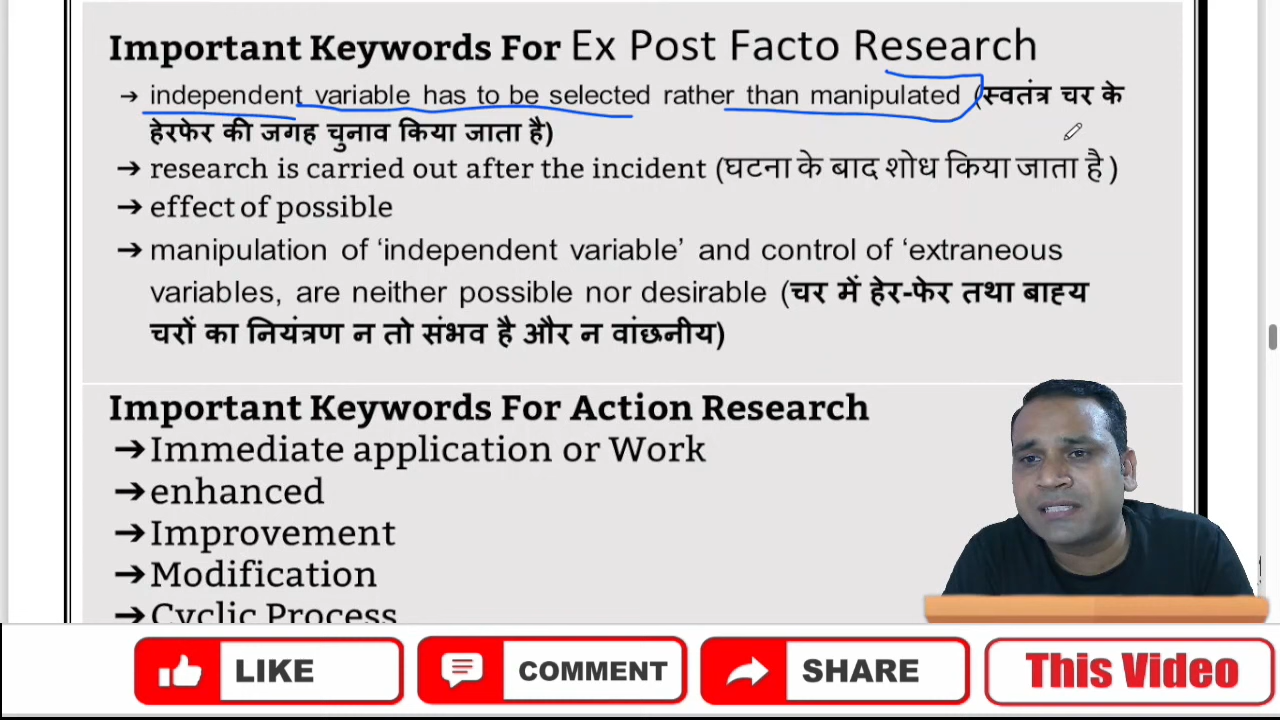 Important Keywords For Ex Post Facto Research
→ independent variable has to be selected rather than manipulated (स्वतंत्र चर के
हेरफेर की जगह चुनाव किया जाता है)
→ research is carried out after the incident (घटना के बाद शोध किया जाता है)
→ effect of possible
→ manipulation of ‘independent variable’ and control of ‘extraneous
variables, are neither possible nor desirable (चर में हेर-फेर तथा बाह्य
चरों का नियंत्रण न तो संभव है और न वांछनीय)
Important Keywords For Action Research
→ Immediate application or Work
→ enhanced
→ Improvement
→ Modification
→ Cyclic Process
LIKE
COMMENT
SHARE
This Video